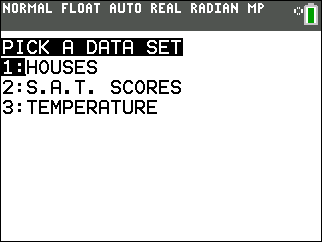 NORMAL FLOAT AUTO REAL RADIAN MP
PICK A DATA SET
1:HOUSES
2:S.A.T. SCORES
3:TEMPERATURE